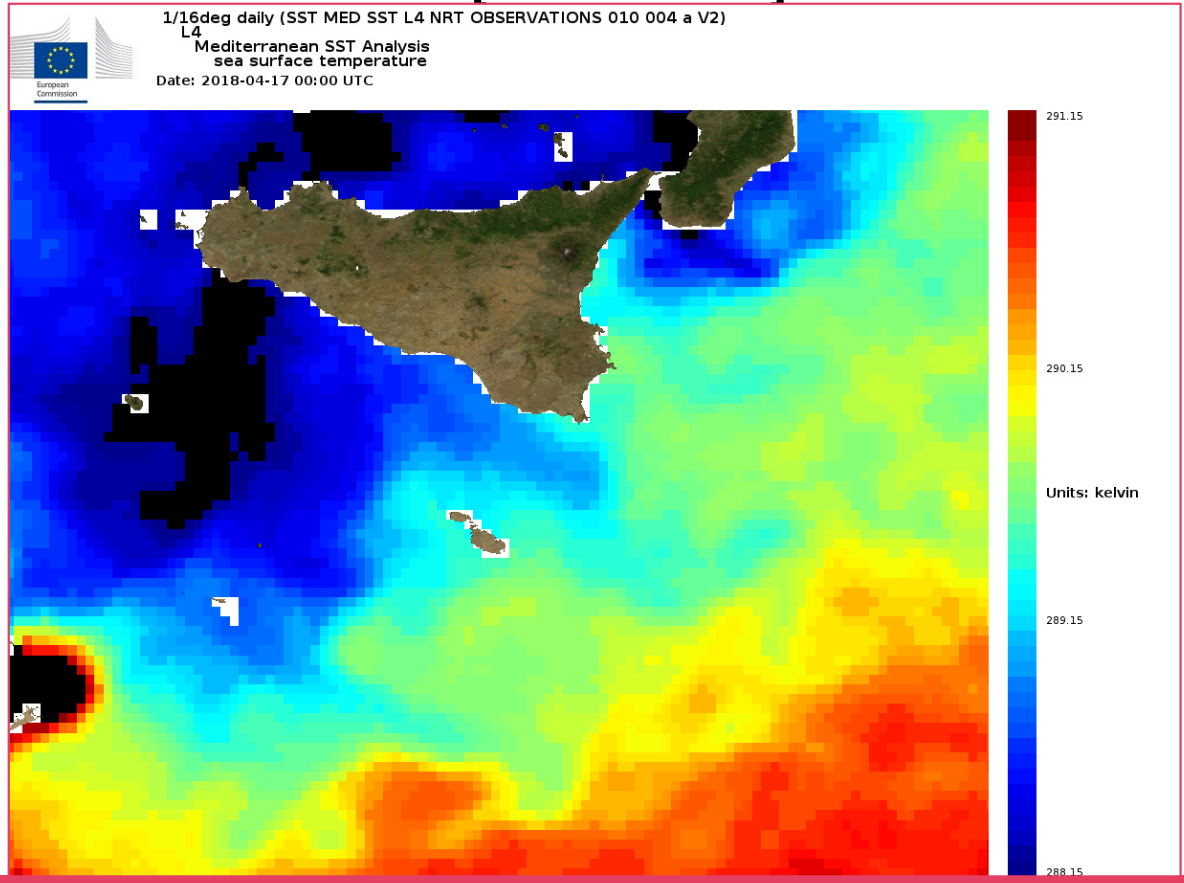 1/16deg daily (SST MED SST L4 NRT OBSERVATIONS 010 004 a V2)
L4
Mediterranean SST Analysis
sea surface temperature
Date: 2018-04-17 00:00 UTC
European
Commission
291.15
290.15
Units: kelvin
289.15
288.15